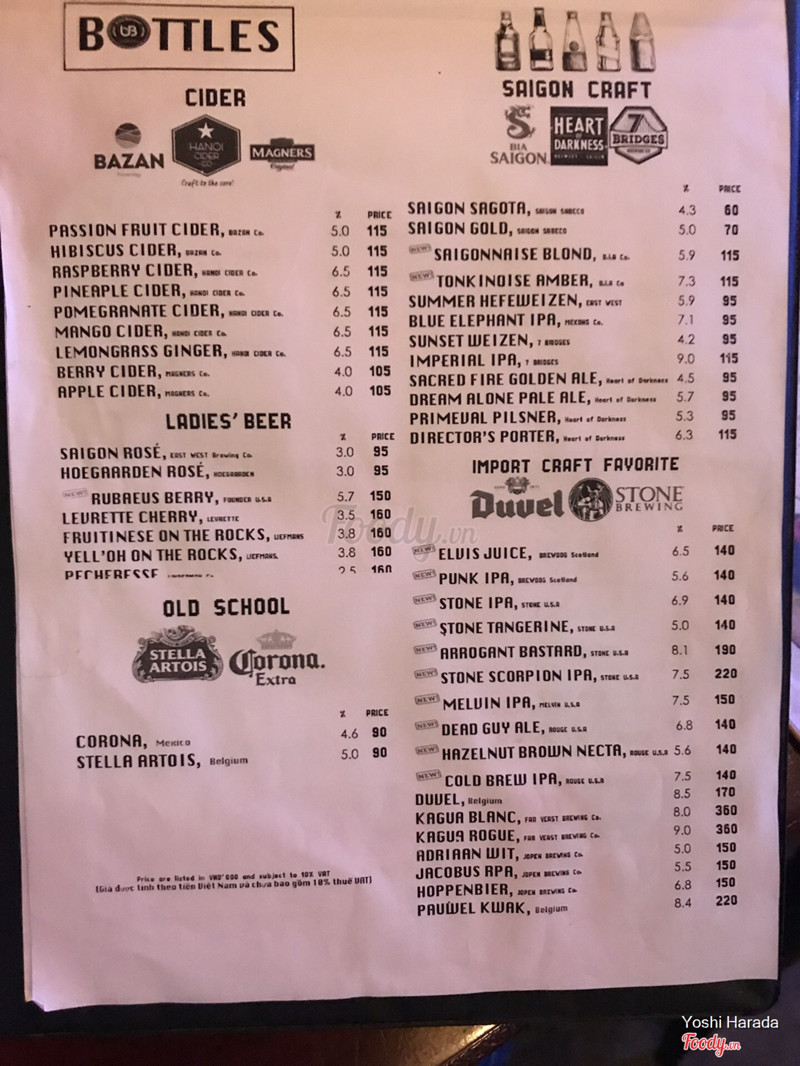 BOTTLES
CIDER
BAZAN
HANOI
CIDER
CO
Craft to the core!
MAGNERS
Original
% PRICE
PASSION FRUIT CIDER, BAZAN Co. 5.0 115
HIBISCUS CIDER, BAZAN Co. 5.0 115
RASPBERRY CIDER, HANOI CIDER Co. 6.5 115
PINEAPPLE CIDER, HANOI CIDER Co. 6.5 115
POMEGRANATE CIDER, HANOI CIDER Co. 6.5 115
MANGO CIDER, HANOI CIDER Co. 6.5 115
LEMONGRASS GINGER, HANOI CIDER Co. 6.5 115
BERRY CIDER, MAGNERS Co. 4.0 105
APPLE CIDER, MAGNERS Co. 4.0 105
LADIES' BEER
% PRICE
SAIGON ROSÉ, EAST WEST Brewing Co. 3.0 95
HOEGAARDEN ROSÉ, HOEGAARDEN 3.0 95
NEW! RUBAEUS BERRY, FOUNDER U.S.A 5.7 150
LEVRETTE CHERRY, LEVRETTE 3.5 160
FRUITINESE ON THE ROCKS, LIEFMANS 3.8 160
YELL'OH ON THE ROCKS, LIEFMANS. 3.8 160
PECHERESSE, LINDEMAN Co 2.5 160
OLD SCHOOL
STELLA
ARTOIS
Corona.
Extra
% PRICE
CORONA, Mexico 4.6 90
STELLA ARTOIS, Belgium 5.0 90
Price are listed in VND'000 and subject to 10% VAT
(Giá được tính theo tiền Việt Nam và chưa bao gồm 10% thuế VAT)
SAIGON CRAFT
BIA
SAIGON
HEART
OF
DARKNESS
BREWERY - SAIGON
7
BRIDGES
BREWING CO.
% PRICE
SAIGON SAGOTA, SAIGON SABECO 4.3 60
SAIGON GOLD, SAIGON SABECO 5.0 70
NEW! SAIGONNAISE BLOND, B.I.A Co. 5.9 115
NEW! TONKINOISE AMBER, B.I.A Co 7.3 115
SUMMER HEFEWEIZEN, EAST WEST 5.9 95
BLUE ELEPHANT IPA, MEKONG Co. 7.1 95
SUNSET WEIZEN, 7 BRIDGES 4.2 95
IMPERIAL IPA, 7 BRIDGES 9.0 115
SACRED FIRE GOLDEN ALE, Heart of Darkness 4.5 95
DREAM ALONE PALE ALE, Heart of Darkness 5.7 95
PRIMEVAL PILSNER, Heart of Darkness 5.3 95
DIRECTOR'S PORTER, Heart of Darkness 6.3 115
IMPORT CRAFT FAVORITE
Duvel
STONE
BREWING
% PRICE
NEW! ELVIS JUICE, BREWDOG Scotland 6.5 140
NEW! PUNK IPA, BREWDOG Scotland 5.6 140
NEW! STONE IPA, STONE U.S.A 6.9 140
NEW! STONE TANGERINE, STONE U.S.A 5.0 140
NEW! ARROGANT BASTARD, STONE U.S.A 8.1 190
NEW! STONE SCORPION IPA, STONE U.S.A 7.5 220
NEW! MELVIN IPA, MELVIN U.S.A 7.5 150
NEW! DEAD GUY ALE, ROUGE U.S.A 6.8 140
NEW! HAZELNUT BROWN NECTA, ROUGE U.S.A 5.6 140
NEW! COLD BREW IPA, ROUGE U.S.A 7.5 140
DUVEL, Belgium 8.5 170
KAGUA BLANC, FAR YEAST BREWING Co. 8.0 360
KAGUA ROGUE, FAR YEAST BREWING Co. 9.0 360
ADRIAAN WIT, JOPEN BREWING Co. 5.0 150
JACOBUS RPA, JOPEN BREWING Co. 5.5 150
HOPPENBIER, JOPEN BREWING Co 6.8 150
PAUWEL KWAK, Belgium 8.4 220
Foody.vn
Yoshi Harada
Foody.vn